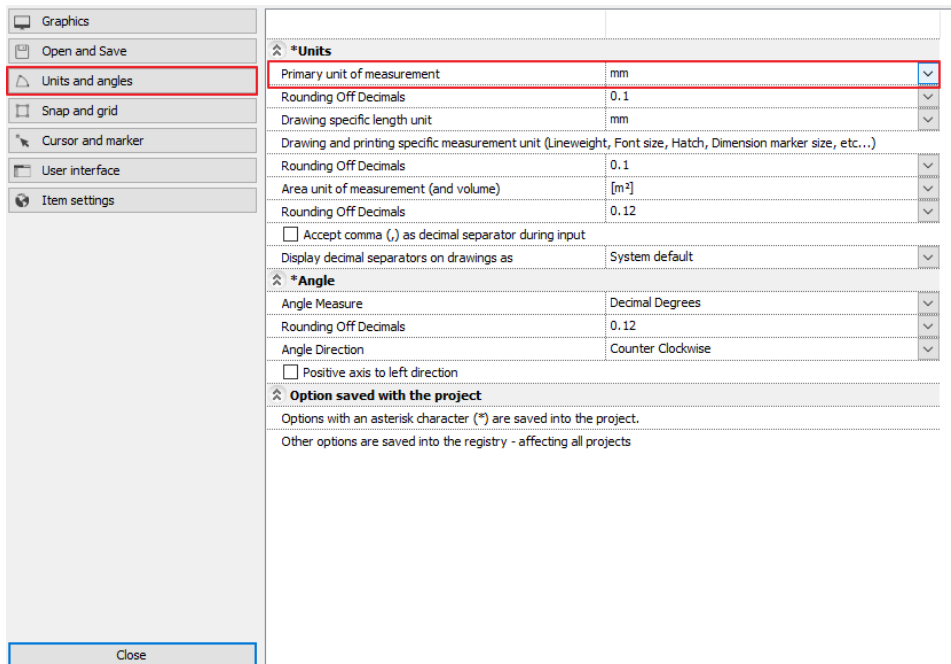 Graphics
Open and Save
Units and angles
Snap and grid
Cursor and marker
User interface
Item settings
Close
*Units
Primary unit of measurement mm
Rounding Off Decimals 0.1
Drawing specific length unit mm
Drawing and printing specific measurement unit (Lineweight, Font size, Hatch, Dimension marker size, etc...)
Rounding Off Decimals 0.1
Area unit of measurement (and volume) [m²]
Rounding Off Decimals 0.12
Accept comma (,) as decimal separator during input
Display decimal separators on drawings as System default
*Angle
Angle Measure Decimal Degrees
Rounding Off Decimals 0.12
Angle Direction Counter Clockwise
Positive axis to left direction
Option saved with the project
Options with an asterisk character (*) are saved into the project.
Other options are saved into the registry - affecting all projects